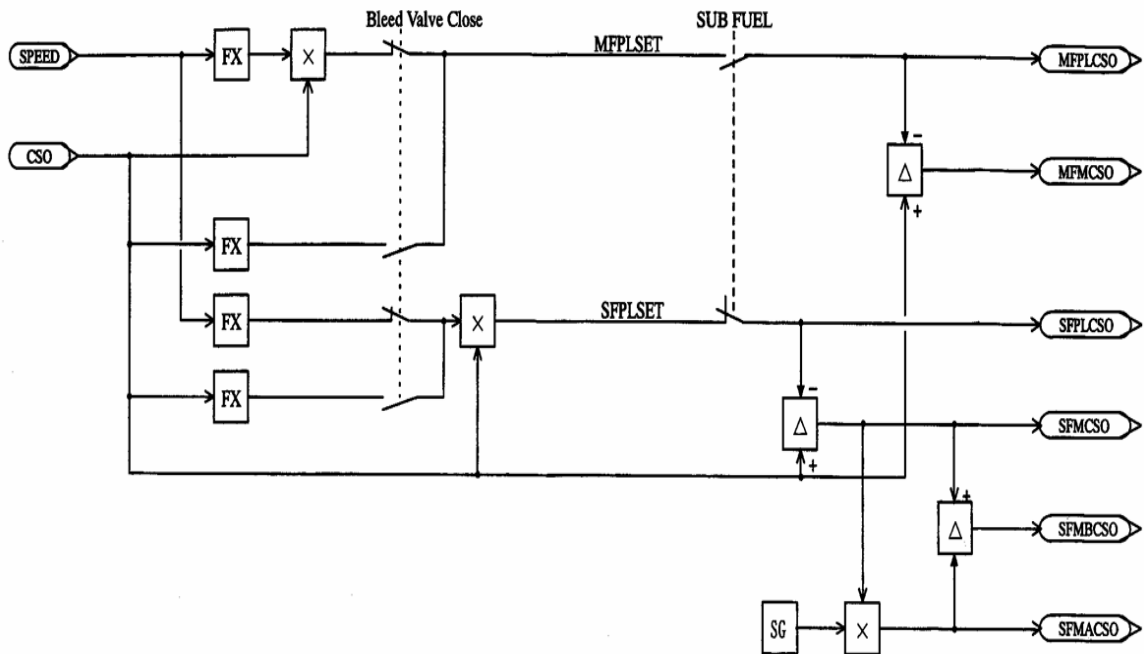 Bleed Valve Close
SUB FUEL
SPEED
FX
×
MFPLSET
MFPLCSO
CSO
-
Δ
MFMCSO
+
FX
FX
×
SFPLSET
SFPLCSO
FX
-
Δ
SFMCSO
+
+
Δ
SFMBCSO
SG
×
SFMACSO